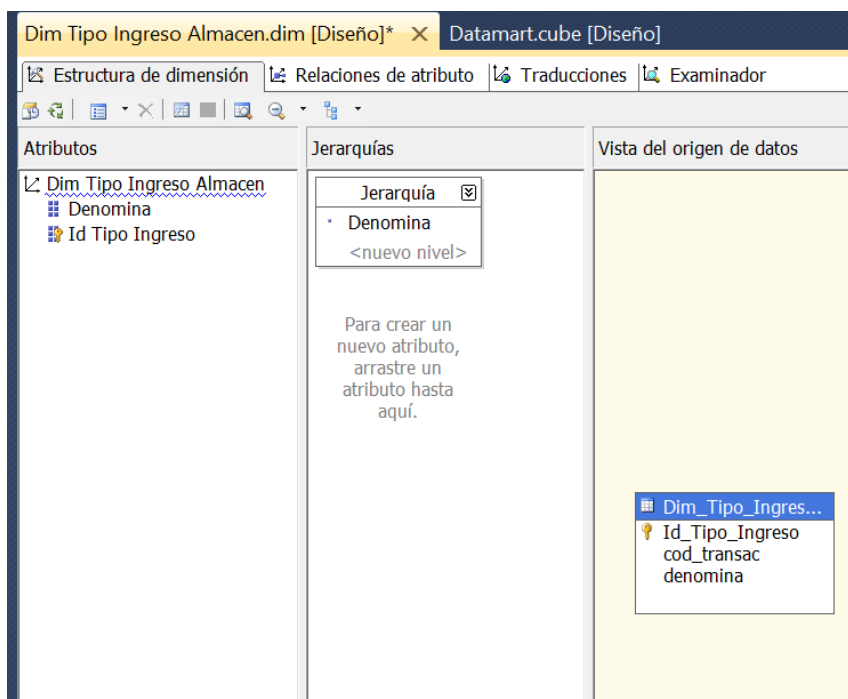 Dim Tipo Ingreso Almacen.dim [Diseño]* Datamart.cube [Diseño]
Estructura de dimensión Relaciones de atributo Traducciones Examinador
Atributos
Dim Tipo Ingreso Almacen
Denomina
Id Tipo Ingreso
Jerarquías
Jerarquía
Denomina
<nuevo nivel>
Para crear un
nuevo atributo,
arrastre un
atributo hasta
aquí.
Vista del origen de datos
Dim_Tipo_Ingres...
Id_Tipo_Ingreso
cod_transac
denomina